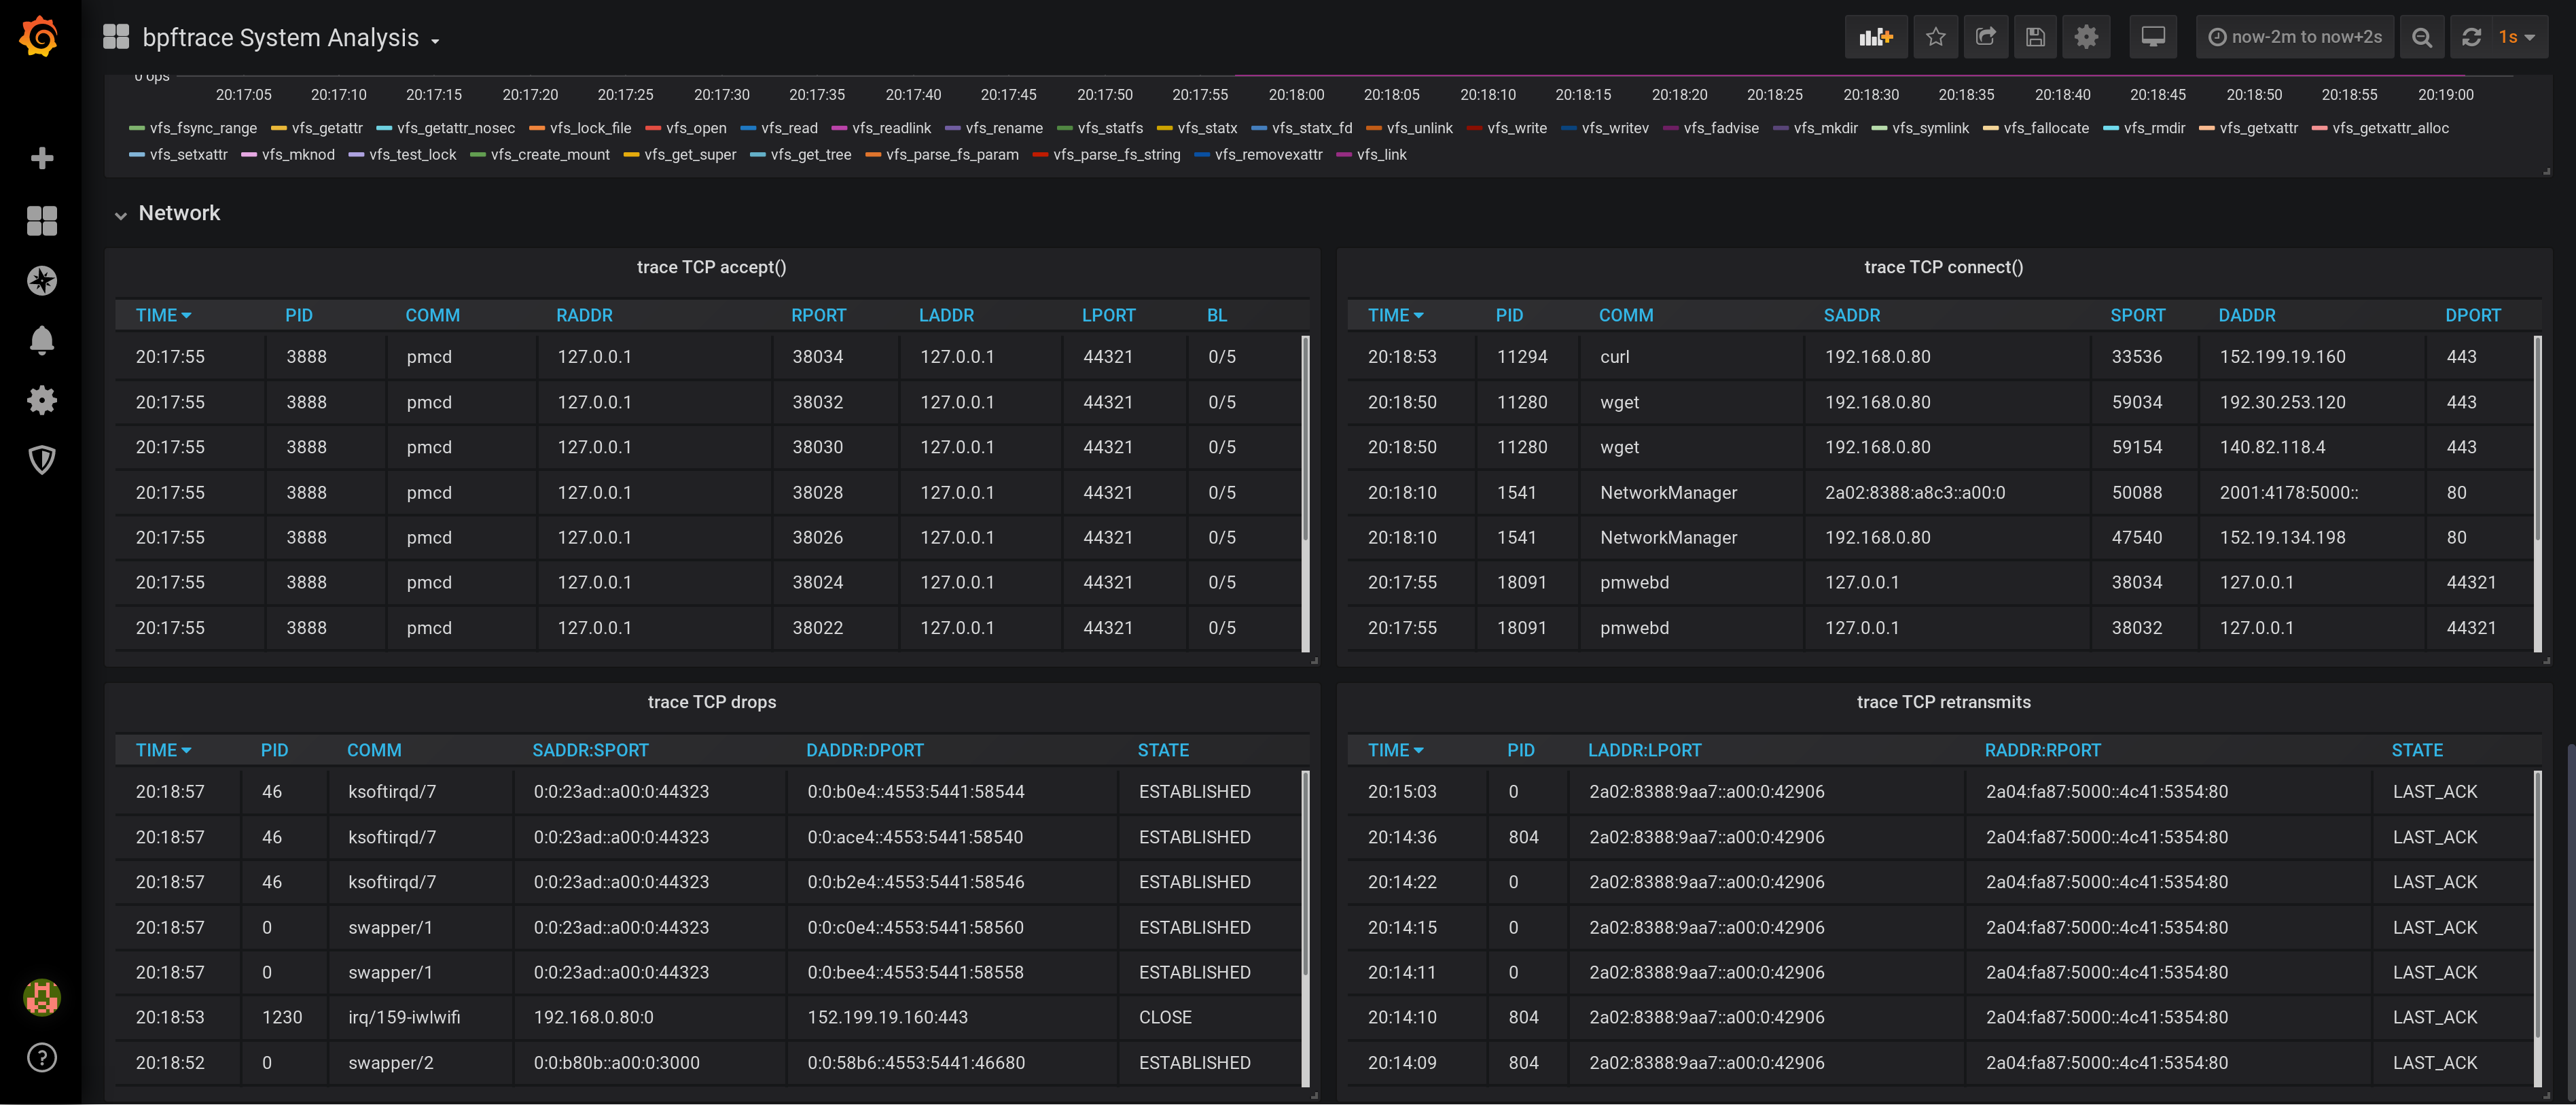 bpftrace System Analysis
now-2m to now+2s
1s
0 ops
20:17:05 20:17:10 20:17:15 20:17:20 20:17:25 20:17:30 20:17:35 20:17:40 20:17:45 20:17:50 20:17:55 20:18:00 20:18:05 20:18:10 20:18:15 20:18:20 20:18:25 20:18:30 20:18:35 20:18:40 20:18:45 20:18:50 20:18:55 20:19:00
vfs_fsync_range vfs_getattr vfs_getattr_nosec vfs_lock_file vfs_open vfs_read vfs_readlink vfs_rename vfs_statfs vfs_statx vfs_statx_fd vfs_unlink vfs_write vfs_writev vfs_fadvise vfs_mkdir vfs_symlink vfs_fallocate vfs_rmdir vfs_getxattr vfs_getxattr_alloc
vfs_setxattr vfs_mknod vfs_test_lock vfs_create_mount vfs_get_super vfs_get_tree vfs_parse_fs_param vfs_parse_fs_string vfs_removexattr vfs_link
Network
trace TCP accept()
TIME PID COMM RADDR RPORT LADDR LPORT BL
20:17:55 3888 pmcd 127.0.0.1 38034 127.0.0.1 44321 0/5
20:17:55 3888 pmcd 127.0.0.1 38032 127.0.0.1 44321 0/5
20:17:55 3888 pmcd 127.0.0.1 38030 127.0.0.1 44321 0/5
20:17:55 3888 pmcd 127.0.0.1 38028 127.0.0.1 44321 0/5
20:17:55 3888 pmcd 127.0.0.1 38026 127.0.0.1 44321 0/5
20:17:55 3888 pmcd 127.0.0.1 38024 127.0.0.1 44321 0/5
20:17:55 3888 pmcd 127.0.0.1 38022 127.0.0.1 44321 0/5
trace TCP connect()
TIME PID COMM SADDR SPORT DADDR DPORT
20:18:53 11294 curl 192.168.0.80 33536 152.199.19.160 443
20:18:50 11280 wget 192.168.0.80 59034 192.30.253.120 443
20:18:50 11280 wget 192.168.0.80 59154 140.82.118.4 443
20:18:10 1541 NetworkManager 2a02:8388:a8c3::a00:0 50088 2001:4178:5000:: 80
20:18:10 1541 NetworkManager 192.168.0.80 47540 152.19.134.198 80
20:17:55 18091 pmwebd 127.0.0.1 38034 127.0.0.1 44321
20:17:55 18091 pmwebd 127.0.0.1 38032 127.0.0.1 44321
trace TCP drops
TIME PID COMM SADDR:SPORT DADDR:DPORT STATE
20:18:57 46 ksoftirqd/7 0:0:23ad::a00:0:44323 0:0:b0e4::4553:5441:58544 ESTABLISHED
20:18:57 46 ksoftirqd/7 0:0:23ad::a00:0:44323 0:0:ace4::4553:5441:58540 ESTABLISHED
20:18:57 46 ksoftirqd/7 0:0:23ad::a00:0:44323 0:0:b2e4::4553:5441:58546 ESTABLISHED
20:18:57 0 swapper/1 0:0:23ad::a00:0:44323 0:0:c0e4::4553:5441:58560 ESTABLISHED
20:18:57 0 swapper/1 0:0:23ad::a00:0:44323 0:0:bee4::4553:5441:58558 ESTABLISHED
20:18:53 1230 irq/159-iwlwifi 192.168.0.80:0 152.199.19.160:443 CLOSE
20:18:52 0 swapper/2 0:0:b80b::a00:0:3000 0:0:58b6::4553:5441:46680 ESTABLISHED
trace TCP retransmits
TIME PID LADDR:LPORT RADDR:RPORT STATE
20:15:03 0 2a02:8388:9aa7::a00:0:42906 2a04:fa87:5000::4c41:5354:80 LAST_ACK
20:14:36 804 2a02:8388:9aa7::a00:0:42906 2a04:fa87:5000::4c41:5354:80 LAST_ACK
20:14:22 0 2a02:8388:9aa7::a00:0:42906 2a04:fa87:5000::4c41:5354:80 LAST_ACK
20:14:15 0 2a02:8388:9aa7::a00:0:42906 2a04:fa87:5000::4c41:5354:80 LAST_ACK
20:14:11 0 2a02:8388:9aa7::a00:0:42906 2a04:fa87:5000::4c41:5354:80 LAST_ACK
20:14:10 804 2a02:8388:9aa7::a00:0:42906 2a04:fa87:5000::4c41:5354:80 LAST_ACK
20:14:09 804 2a02:8388:9aa7::a00:0:42906 2a04:fa87:5000::4c41:5354:80 LAST_ACK